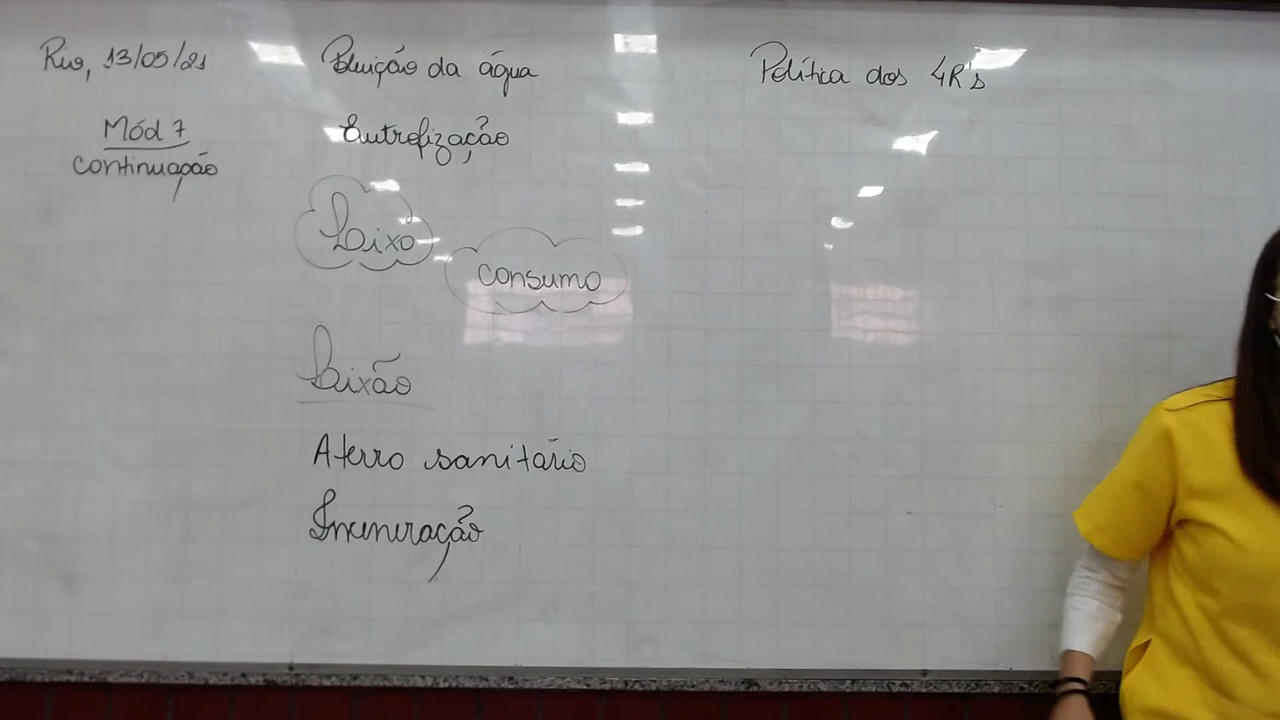 Rio, 13/05/21
Mód 7
continuação
Poluição da água
Eutrofização
Lixo
consumo
Lixão
Aterro sanitário
Incineração
Política dos 4R's